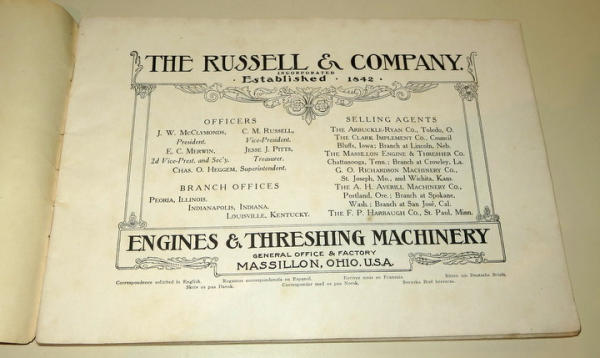 THE RUSSELL & COMPANY.
INCORPORATED
· Established · 1842 ·
OFFICERS
J. W. McClymonds,
President.
C. M. Russell,
Vice-President.
E. C. Merwin,
2d Vice-Prest. and Sec'y.
Jesse J. Pitts,
Treasurer.
Chas. O. Heggem, Superintendent.
BRANCH OFFICES
Peoria, Illinois.
Indianapolis, Indiana.
Louisville, Kentucky.
SELLING AGENTS
The Arbuckle-Ryan Co., Toledo, O.
The Clark Implement Co., Council
Bluffs, Iowa; Branch at Lincoln, Neb.
The Massillon Engine & Thresher Co.
Chattanooga, Tenn.; Branch at Crowley, La.
G. O. Richardson Machinery Co.,
St. Joseph, Mo., and Wichita, Kans.
The A. H. Averill Machinery Co.,
Portland, Ore.; Branch at Spokane,
Wash.; Branch at San José, Cal.
The F. P. Harbaugh Co., St. Paul, Minn.
ENGINES & THRESHING MACHINERY
GENERAL OFFICE & FACTORY
MASSILLON, OHIO. U.S.A.
Correspondence solicited in English.